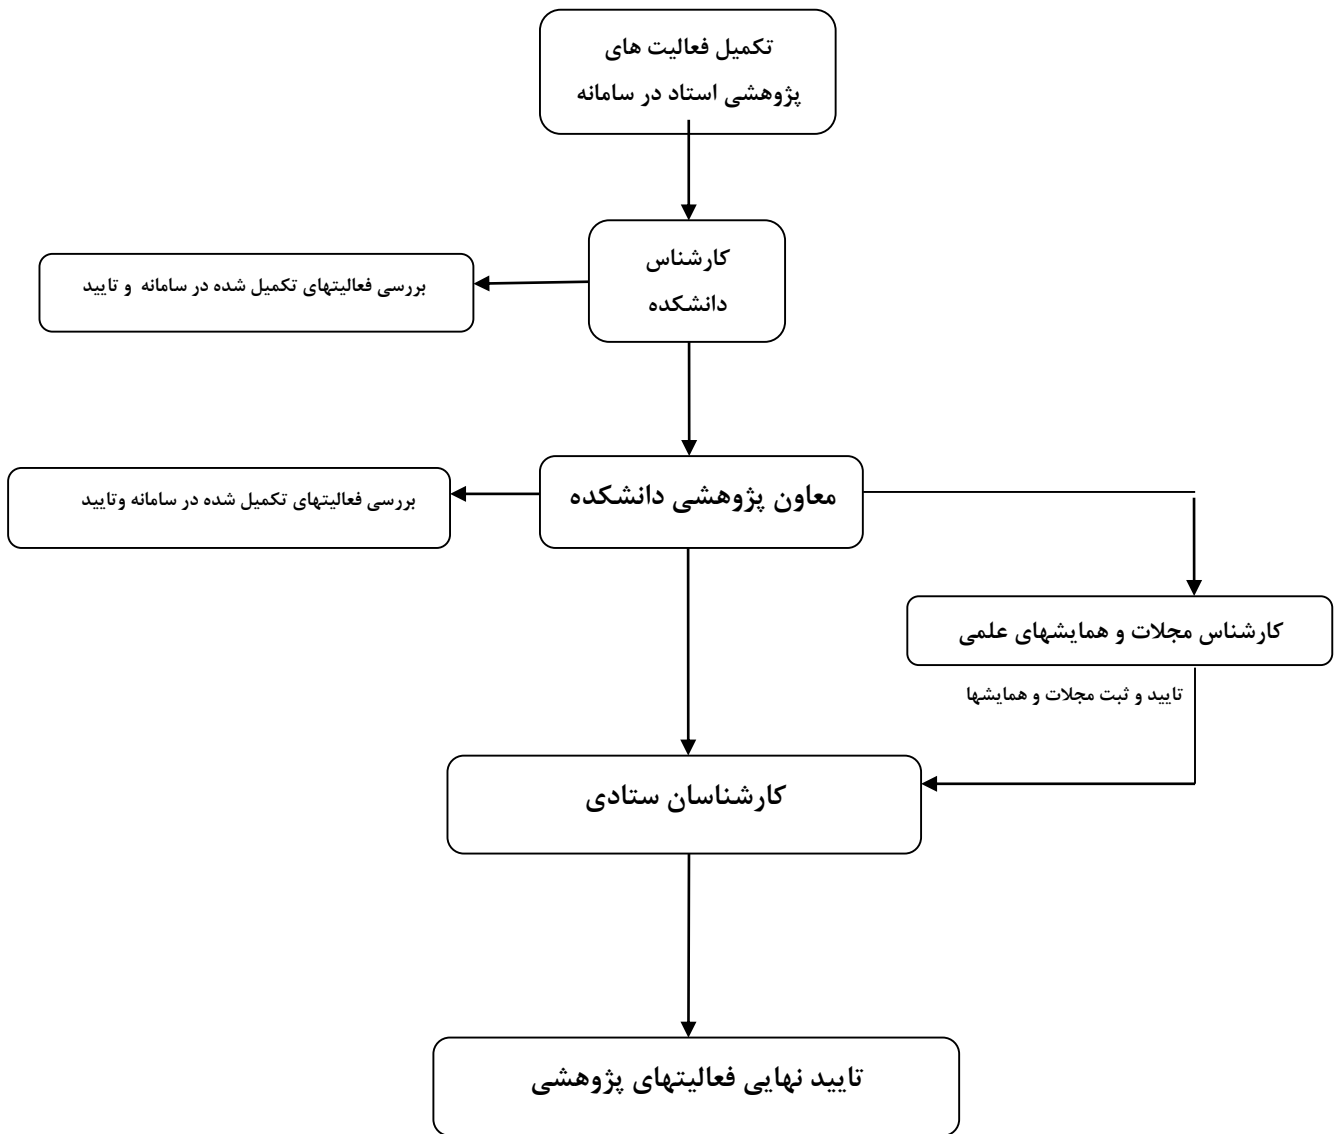 تکمیل فعالیت های
پژوهشی استاد در سامانه
کارشناس
دانشکده
بررسی فعالیتهای تکمیل شده در سامانه و تایید
معاون پژوهشی دانشکده
بررسی فعالیتهای تکمیل شده در سامانه وتایید
کارشناس مجلات و همایشهای علمی
تایید و ثبت مجلات و همایشها
کارشناسان ستادی
تایید نهایی فعالیتهای پژوهشی